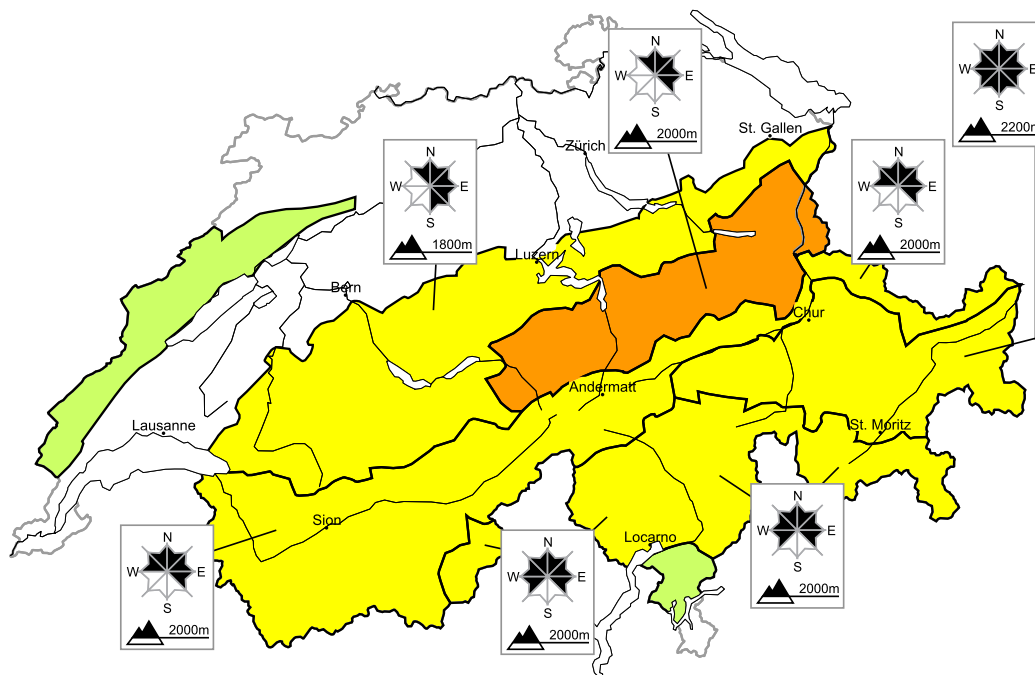 N
W E
S
2000m
N
W E
S
2200m
St. Gallen
Zürich
N
W E
S
1800m
N
W E
S
2000m
Luzern
Bern
Chur
Andermatt
Lausanne
St. Moritz
Sion
Locarno
N
W E
S
2000m
N
W E
S
2000m
N
W E
S
2000m